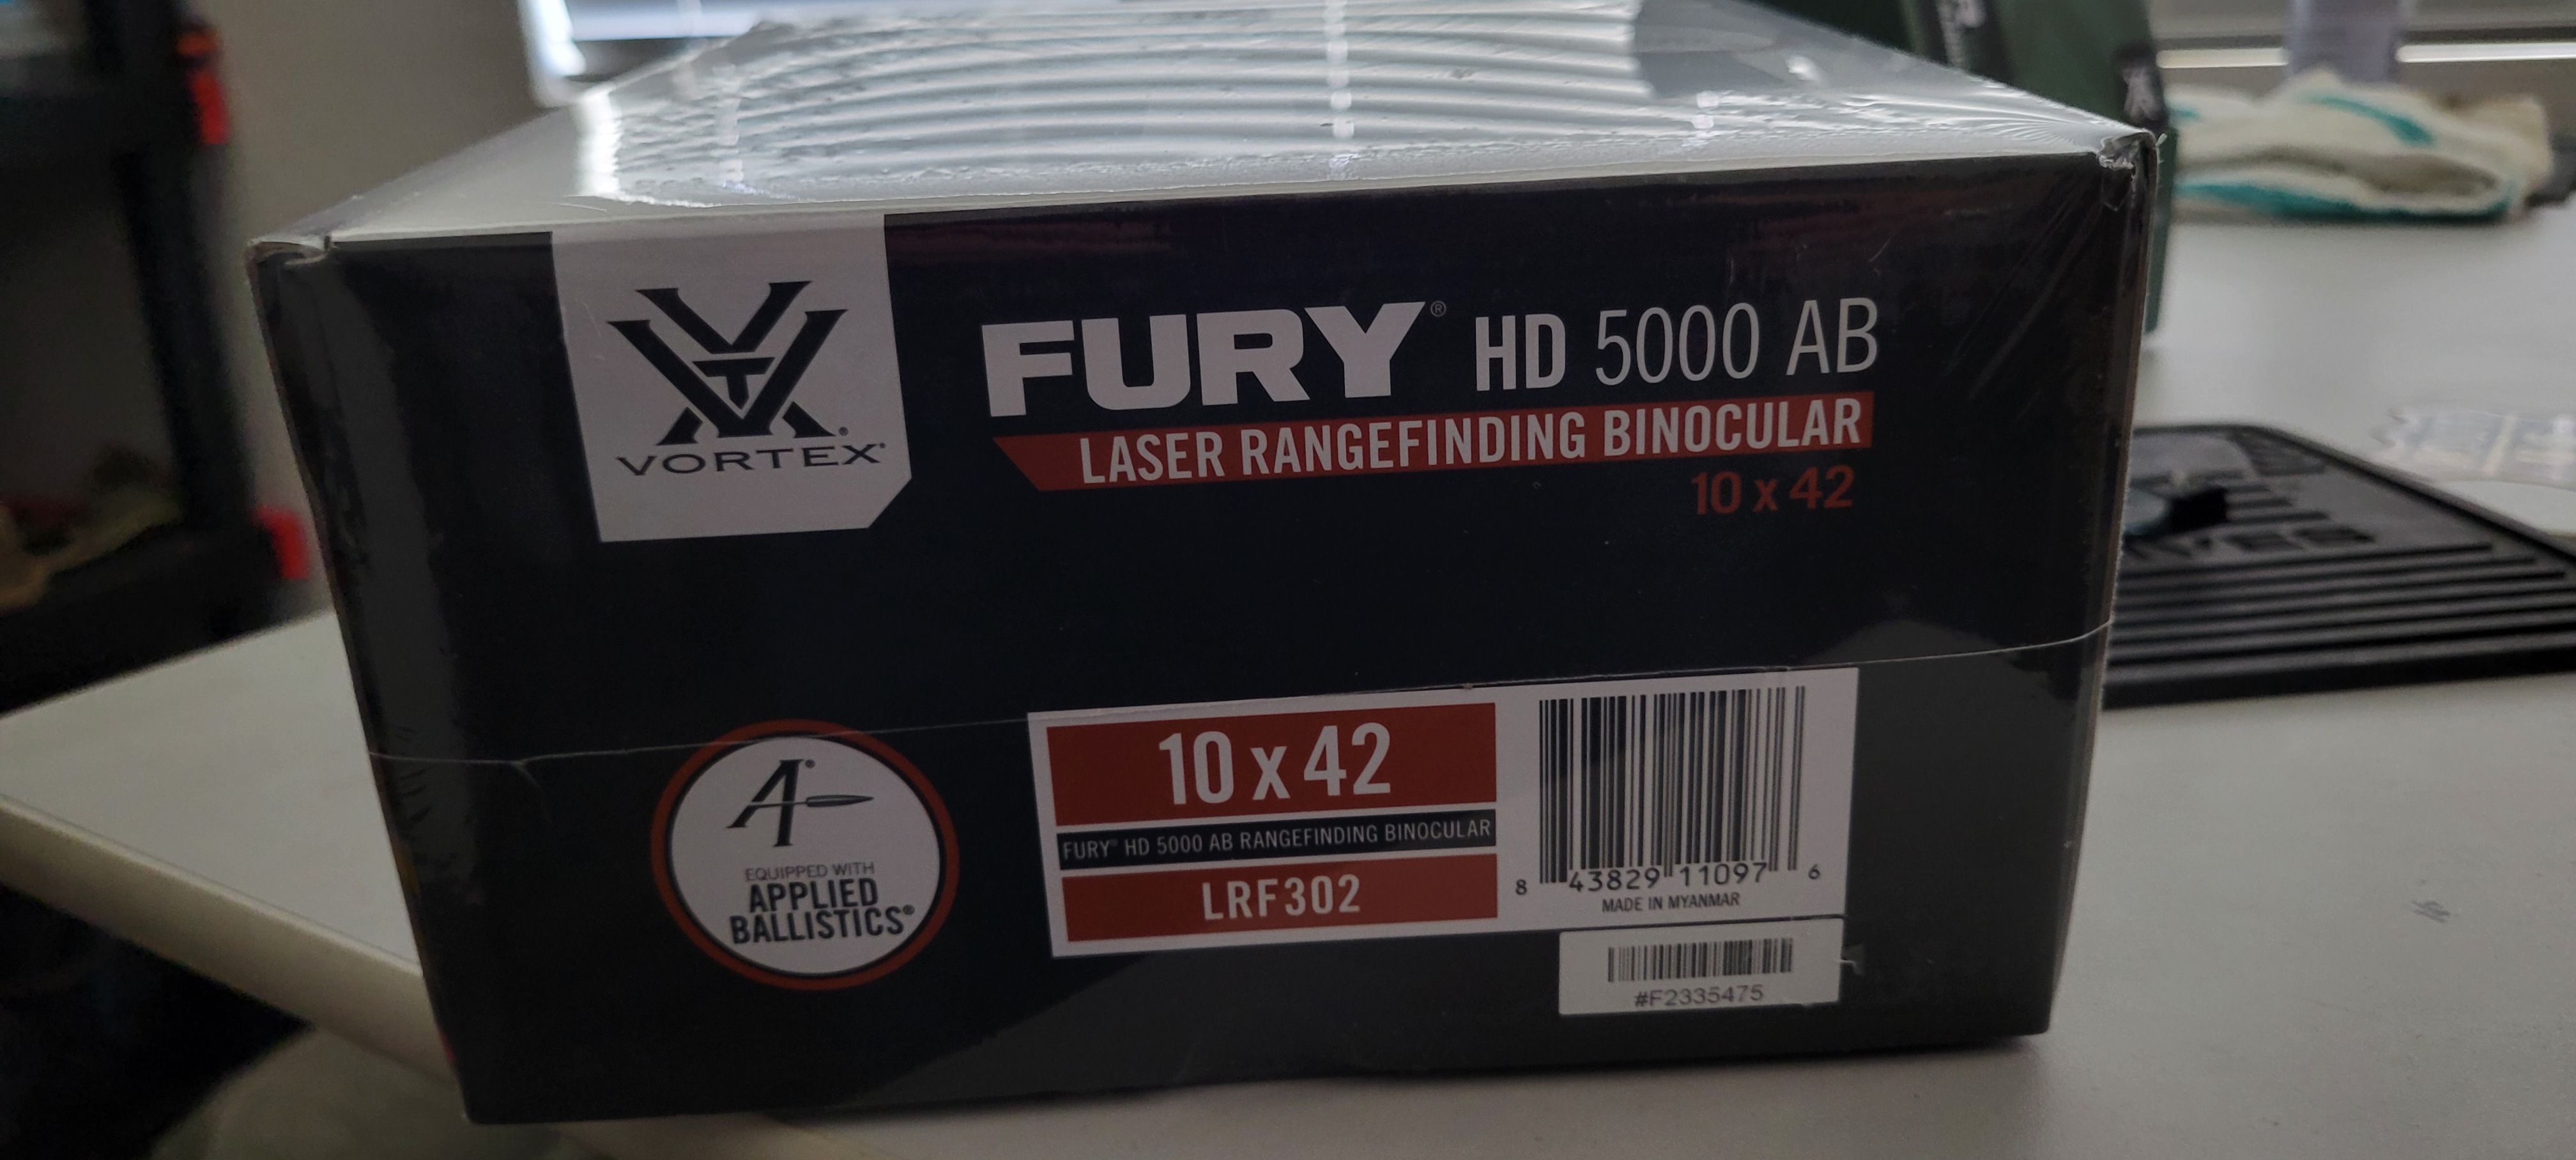 VORTEX®
FURY® HD 5000 AB
LASER RANGEFINDING BINOCULAR
10 x 42
A®
EQUIPPED WITH
APPLIED
BALLISTICS®
10 x 42
FURY® HD 5000 AB RANGEFINDING BINOCULAR
LRF302
8 43829 11097 6
MADE IN MYANMAR
#F2335475